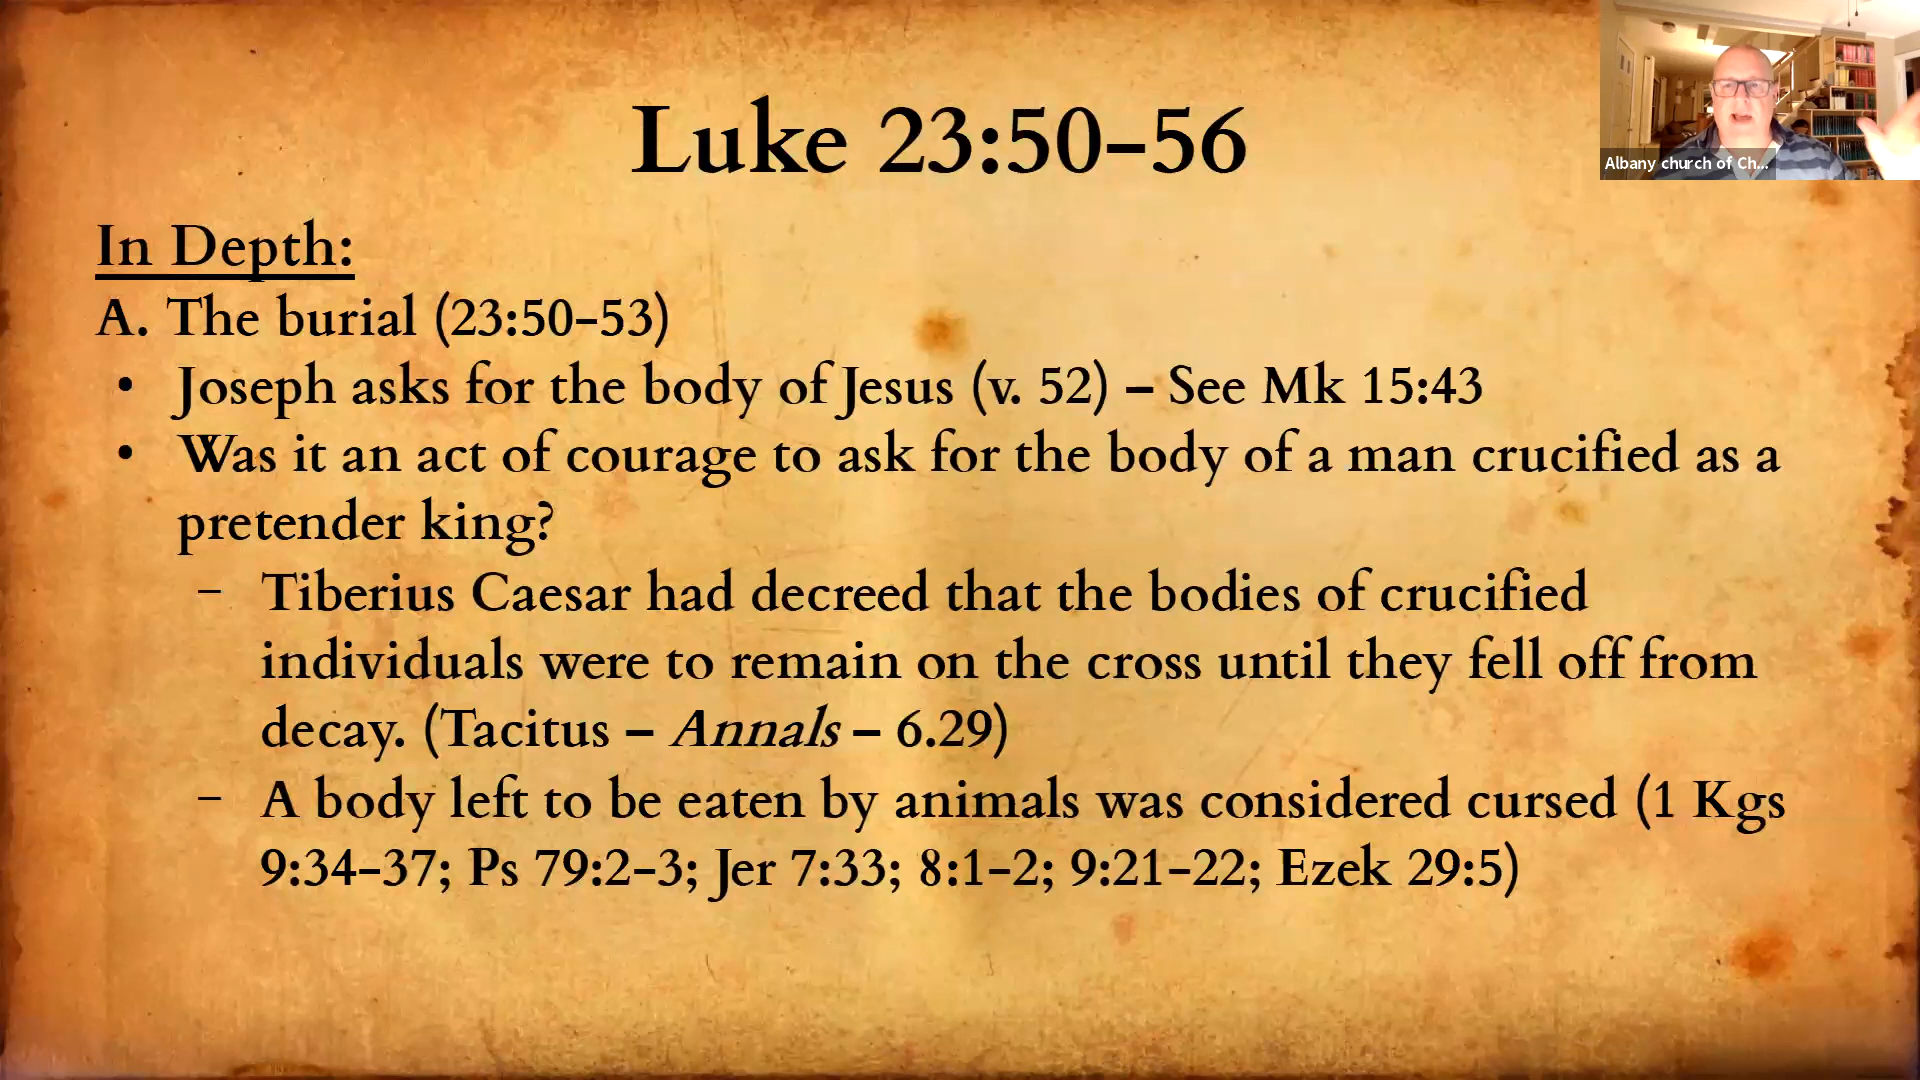 Luke 23:50-56
Albany church of Ch...
In Depth:
A. The burial (23:50-53)
• Joseph asks for the body of Jesus (v. 52) – See Mk 15:43
• Was it an act of courage to ask for the body of a man crucified as a
pretender king?
– Tiberius Caesar had decreed that the bodies of crucified
individuals were to remain on the cross until they fell off from
decay. (Tacitus – Annals – 6.29)
– A body left to be eaten by animals was considered cursed (1 Kgs
9:34-37; Ps 79:2-3; Jer 7:33; 8:1-2; 9:21-22; Ezek 29:5)